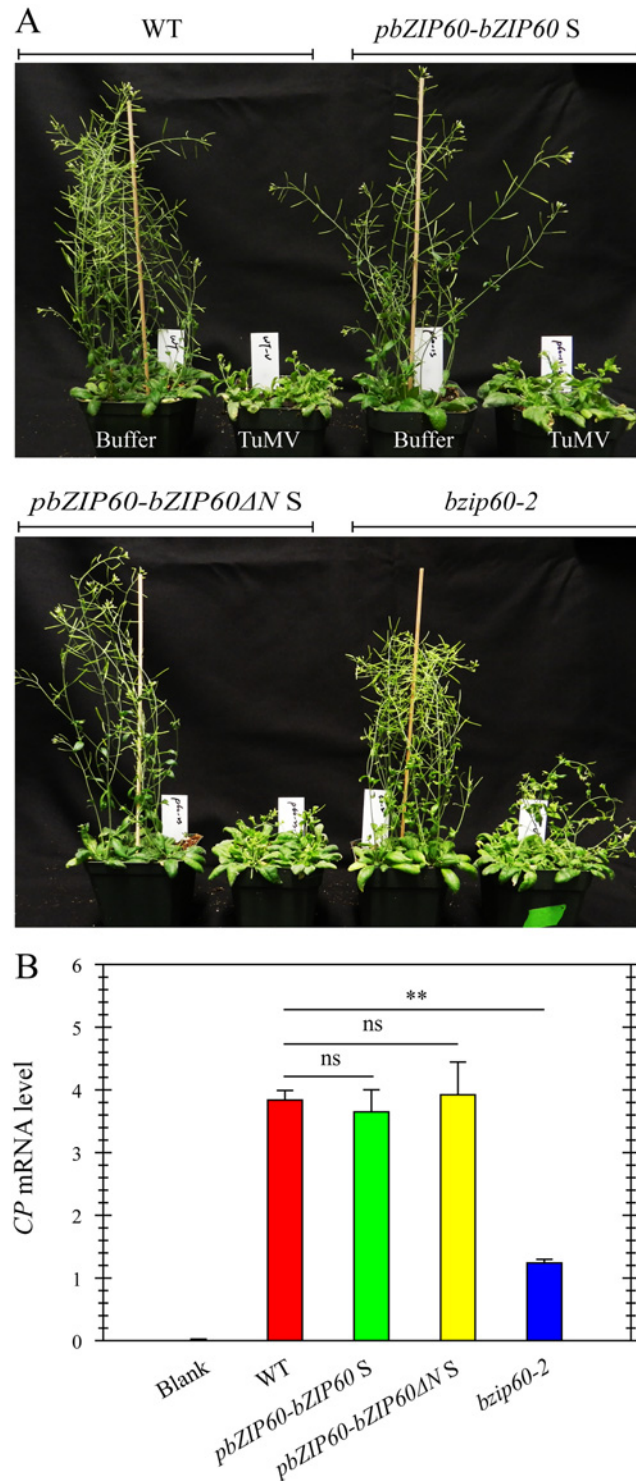 A
WT
pbZIP60-bZIP60 S
Buffer
TuMV
Buffer
TuMV
pbZIP60-bZIP60ΔN S
bzip60-2
B
6
5
4
3
2
1
0
CP mRNA level
**
ns
ns
Blank
WT
pbZIP60-bZIP60 S
pbZIP60-bZIP60ΔN S
bzip60-2